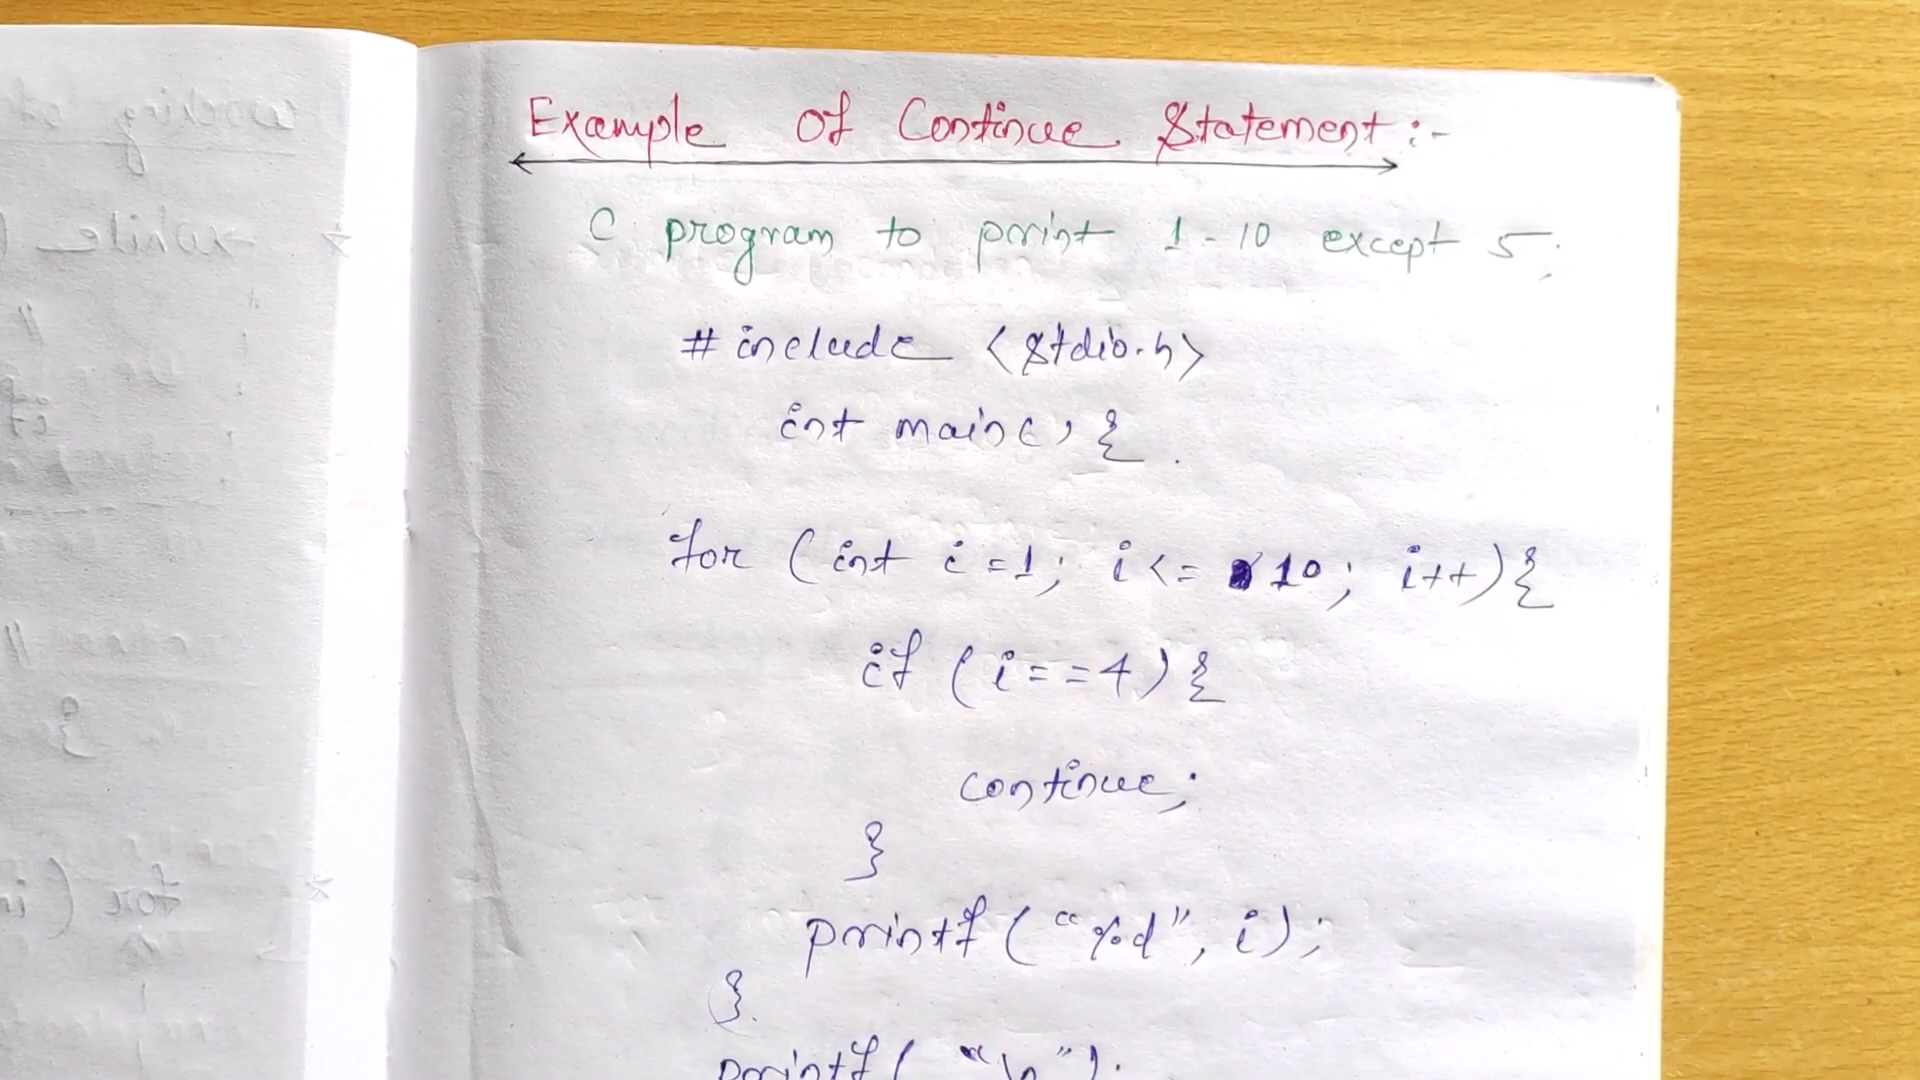 Example of Continue Statement :-
C program to print 1-10 except 5;
# include <stdio.h>
int main() {
for (int i=1; i<= 10; i++){
if (i==4) {
continue;
}
printf("%d", i);
}
printf( "\n");